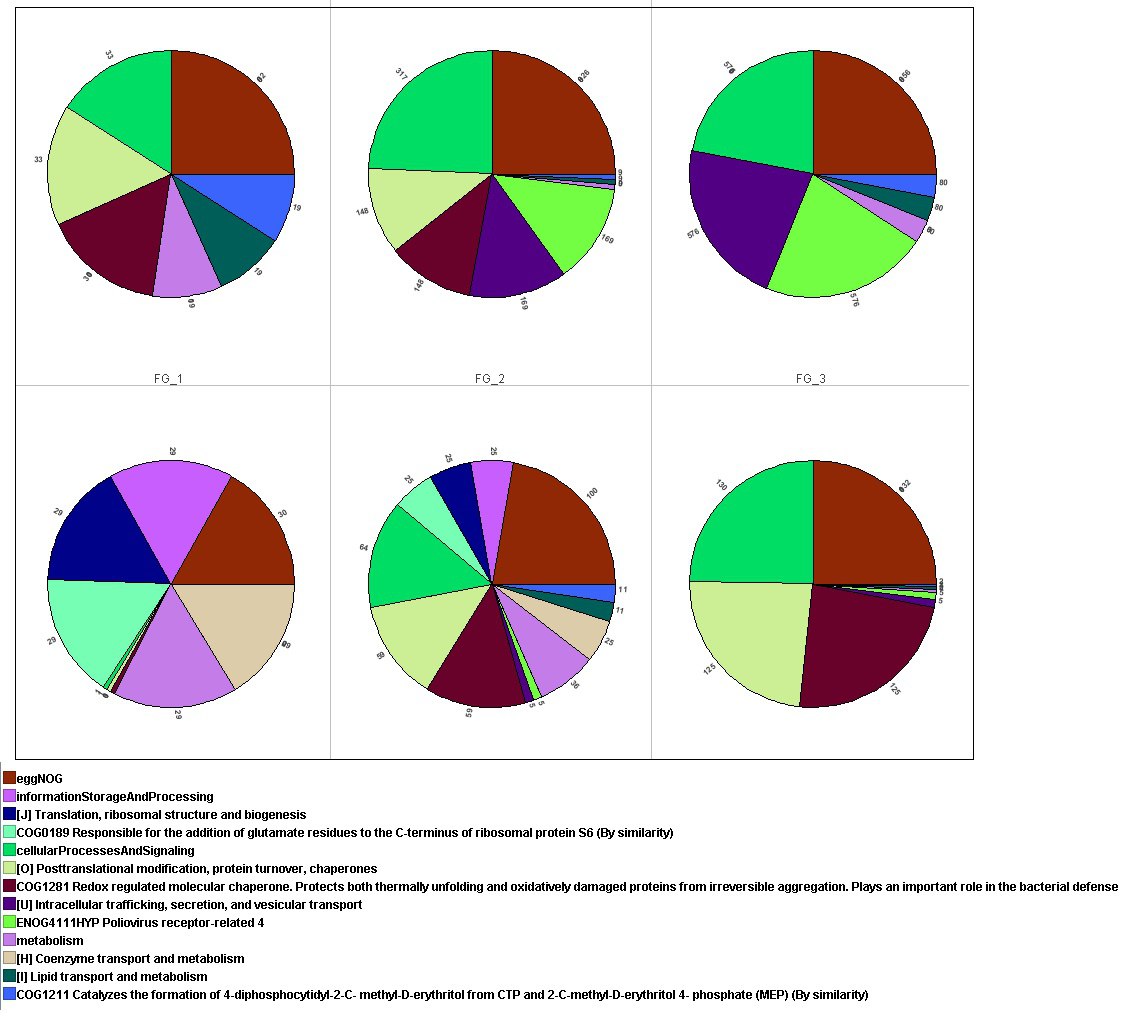 33
33
19
19
317
148
148
169
169
576
576
80
80
FG_1
FG_2
FG_3
29
30
29
29
29
25
25
25
100
64
11
11
25
36
59
5
5
130
125
125
5
eggNOG
informationStorageAndProcessing
[J] Translation, ribosomal structure and biogenesis
COG0189 Responsible for the addition of glutamate residues to the C-terminus of ribosomal protein S6 (By similarity)
cellularProcessesAndSignaling
[O] Posttranslational modification, protein turnover, chaperones
COG1281 Redox regulated molecular chaperone. Protects both thermally unfolding and oxidatively damaged proteins from irreversible aggregation. Plays an important role in the bacterial defense
[U] Intracellular trafficking, secretion, and vesicular transport
ENOG4111HYP Poliovirus receptor-related 4
metabolism
[H] Coenzyme transport and metabolism
[I] Lipid transport and metabolism
COG1211 Catalyzes the formation of 4-diphosphocytidyl-2-C- methyl-D-erythritol from CTP and 2-C-methyl-D-erythritol 4- phosphate (MEP) (By similarity)